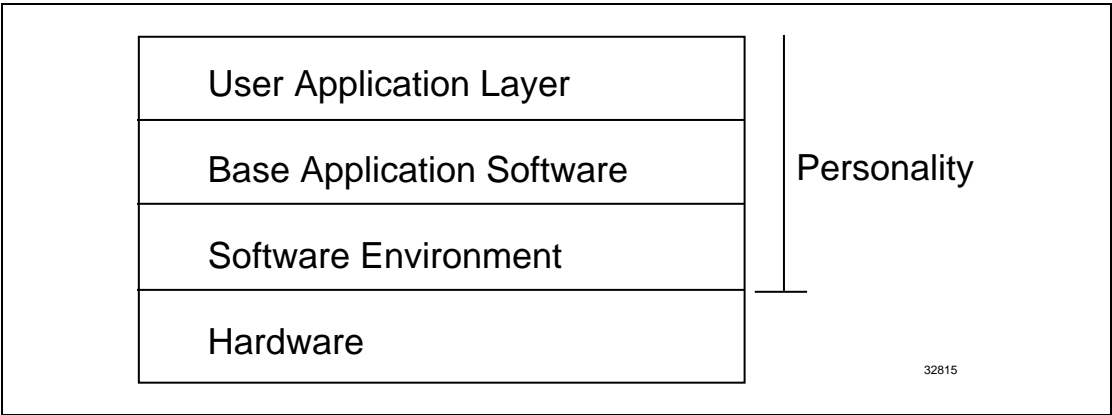 User Application Layer
Base Application Software
Personality
Software Environment
Hardware
32815